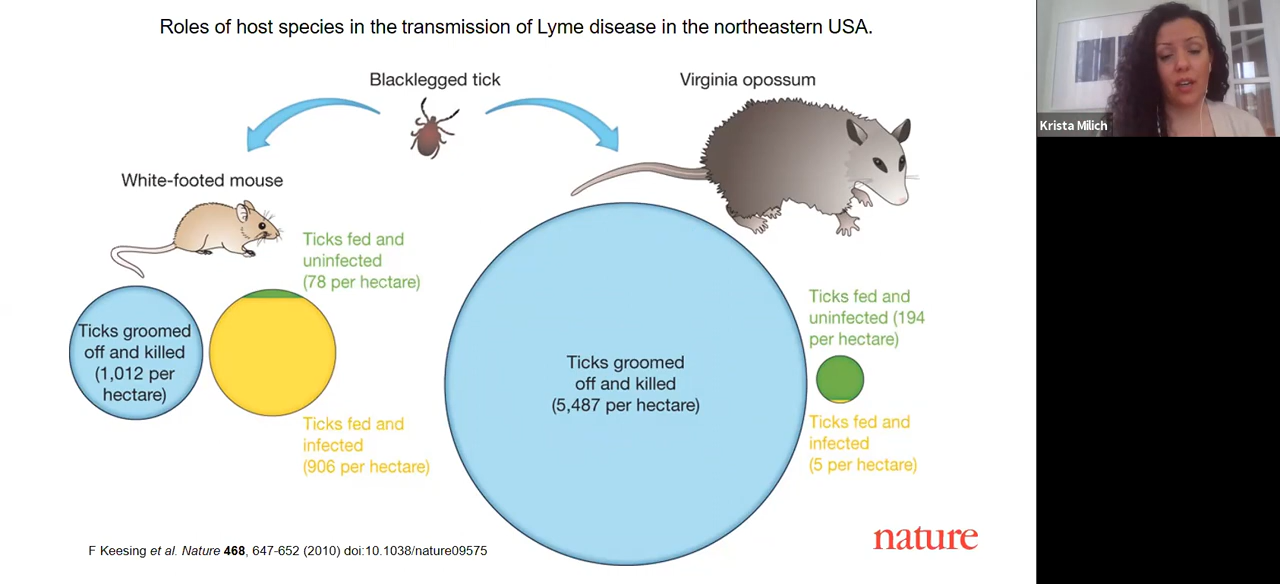 Roles of host species in the transmission of Lyme disease in the northeastern USA.
Blacklegged tick
Virginia opossum
Krista Milich
White-footed mouse
Ticks fed and
uninfected
(78 per hectare)
Ticks groomed
off and killed
(1,012 per
hectare)
Ticks fed and
infected
(906 per hectare)
Ticks groomed
off and killed
(5,487 per hectare)
Ticks fed and
uninfected (194
per hectare)
Ticks fed and
infected
(5 per hectare)
F Keesing et al. Nature 468, 647-652 (2010) doi:10.1038/nature09575
nature